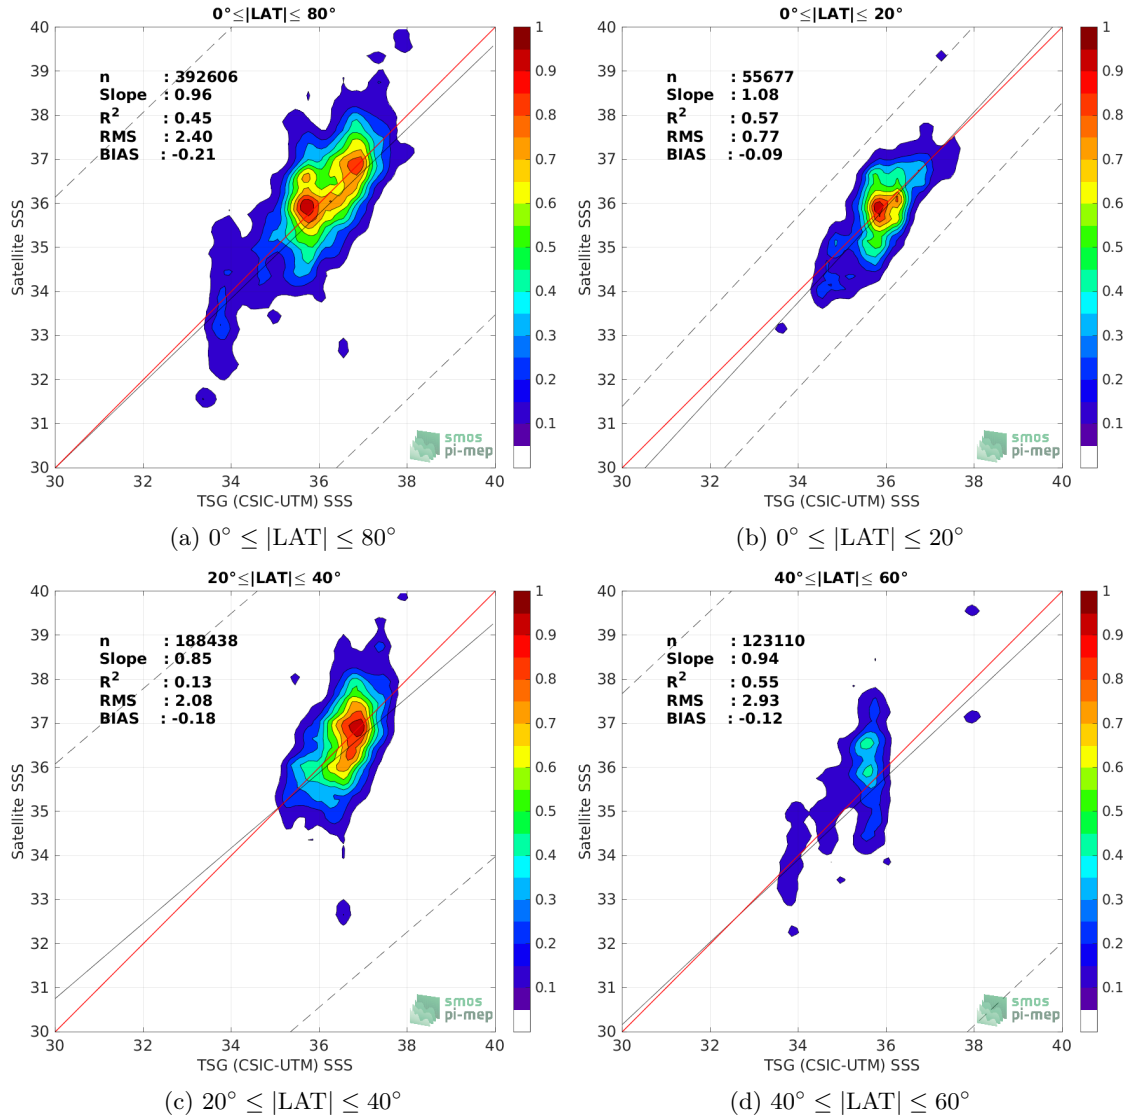 0°≤|LAT|≤ 80°
n : 392606
Slope : 0.96
R² : 0.45
RMS : 2.40
BIAS : -0.21
Satellite SSS
40
39
38
37
36
35
34
33
32
31
30
30 32 34 36 38 40
TSG (CSIC-UTM) SSS
1
0.9
0.8
0.7
0.6
0.5
0.4
0.3
0.2
0.1
smos
pi-mep
(a) 0° ≤ |LAT| ≤ 80°
0°≤|LAT|≤ 20°
n : 55677
Slope : 1.08
R² : 0.57
RMS : 0.77
BIAS : -0.09
Satellite SSS
40
39
38
37
36
35
34
33
32
31
30
30 32 34 36 38 40
TSG (CSIC-UTM) SSS
1
0.9
0.8
0.7
0.6
0.5
0.4
0.3
0.2
0.1
smos
pi-mep
(b) 0° ≤ |LAT| ≤ 20°
20°≤|LAT|≤ 40°
n : 188438
Slope : 0.85
R² : 0.13
RMS : 2.08
BIAS : -0.18
Satellite SSS
40
39
38
37
36
35
34
33
32
31
30
30 32 34 36 38 40
TSG (CSIC-UTM) SSS
1
0.9
0.8
0.7
0.6
0.5
0.4
0.3
0.2
0.1
smos
pi-mep
(c) 20° ≤ |LAT| ≤ 40°
40°≤|LAT|≤ 60°
n : 123110
Slope : 0.94
R² : 0.55
RMS : 2.93
BIAS : -0.12
Satellite SSS
40
39
38
37
36
35
34
33
32
31
30
30 32 34 36 38 40
TSG (CSIC-UTM) SSS
1
0.9
0.8
0.7
0.6
0.5
0.4
0.3
0.2
0.1
smos
pi-mep
(d) 40° ≤ |LAT| ≤ 60°